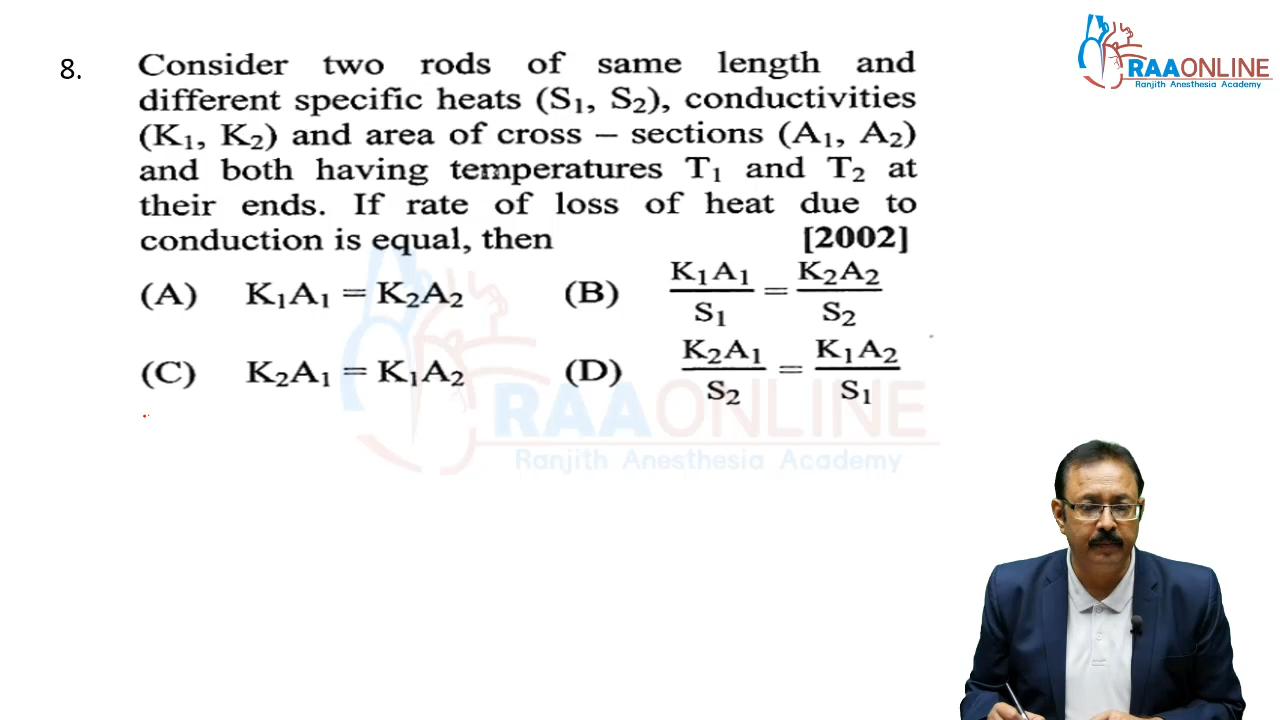 RAAONLINE
Ranjith Anesthesia Academy
8. Consider two rods of same length and
different specific heats (S₁, S₂), conductivities
(K₁, K₂) and area of cross – sections (A₁, A₂)
and both having temperatures T₁ and T₂ at
their ends. If rate of loss of heat due to
conduction is equal, then [2002]
(A) K₁A₁ = K₂A₂ (B) K₁A₁/S₁ = K₂A₂/S₂
(C) K₂A₁ = K₁A₂ (D) K₂A₁/S₂ = K₁A₂/S₁
RAAONLINE
Ranjith Anesthesia Academy